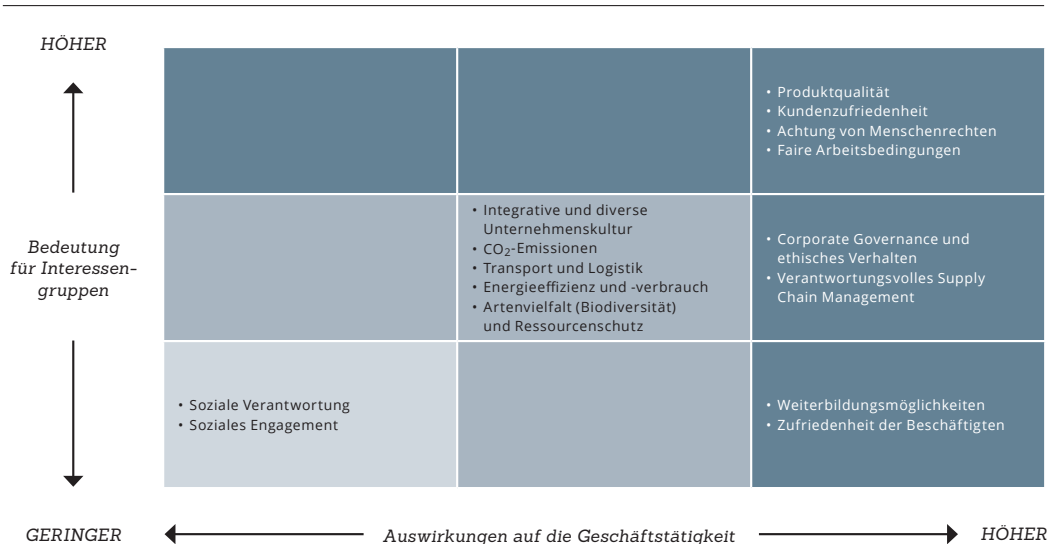 HÖHER
• Produktqualität
• Kundenzufriedenheit
• Achtung von Menschenrechten
• Faire Arbeitsbedingungen
Bedeutung
für Interessen-
gruppen
• Integrative und diverse
Unternehmenskultur
• CO₂-Emissionen
• Transport und Logistik
• Energieeffizienz und -verbrauch
• Artenvielfalt (Biodiversität)
und Ressourcenschutz
• Corporate Governance und
ethisches Verhalten
• Verantwortungsvolles Supply
Chain Management
• Soziale Verantwortung
• Soziales Engagement
• Weiterbildungsmöglichkeiten
• Zufriedenheit der Beschäftigten
GERINGER
Auswirkungen auf die Geschäftstätigkeit
HÖHER